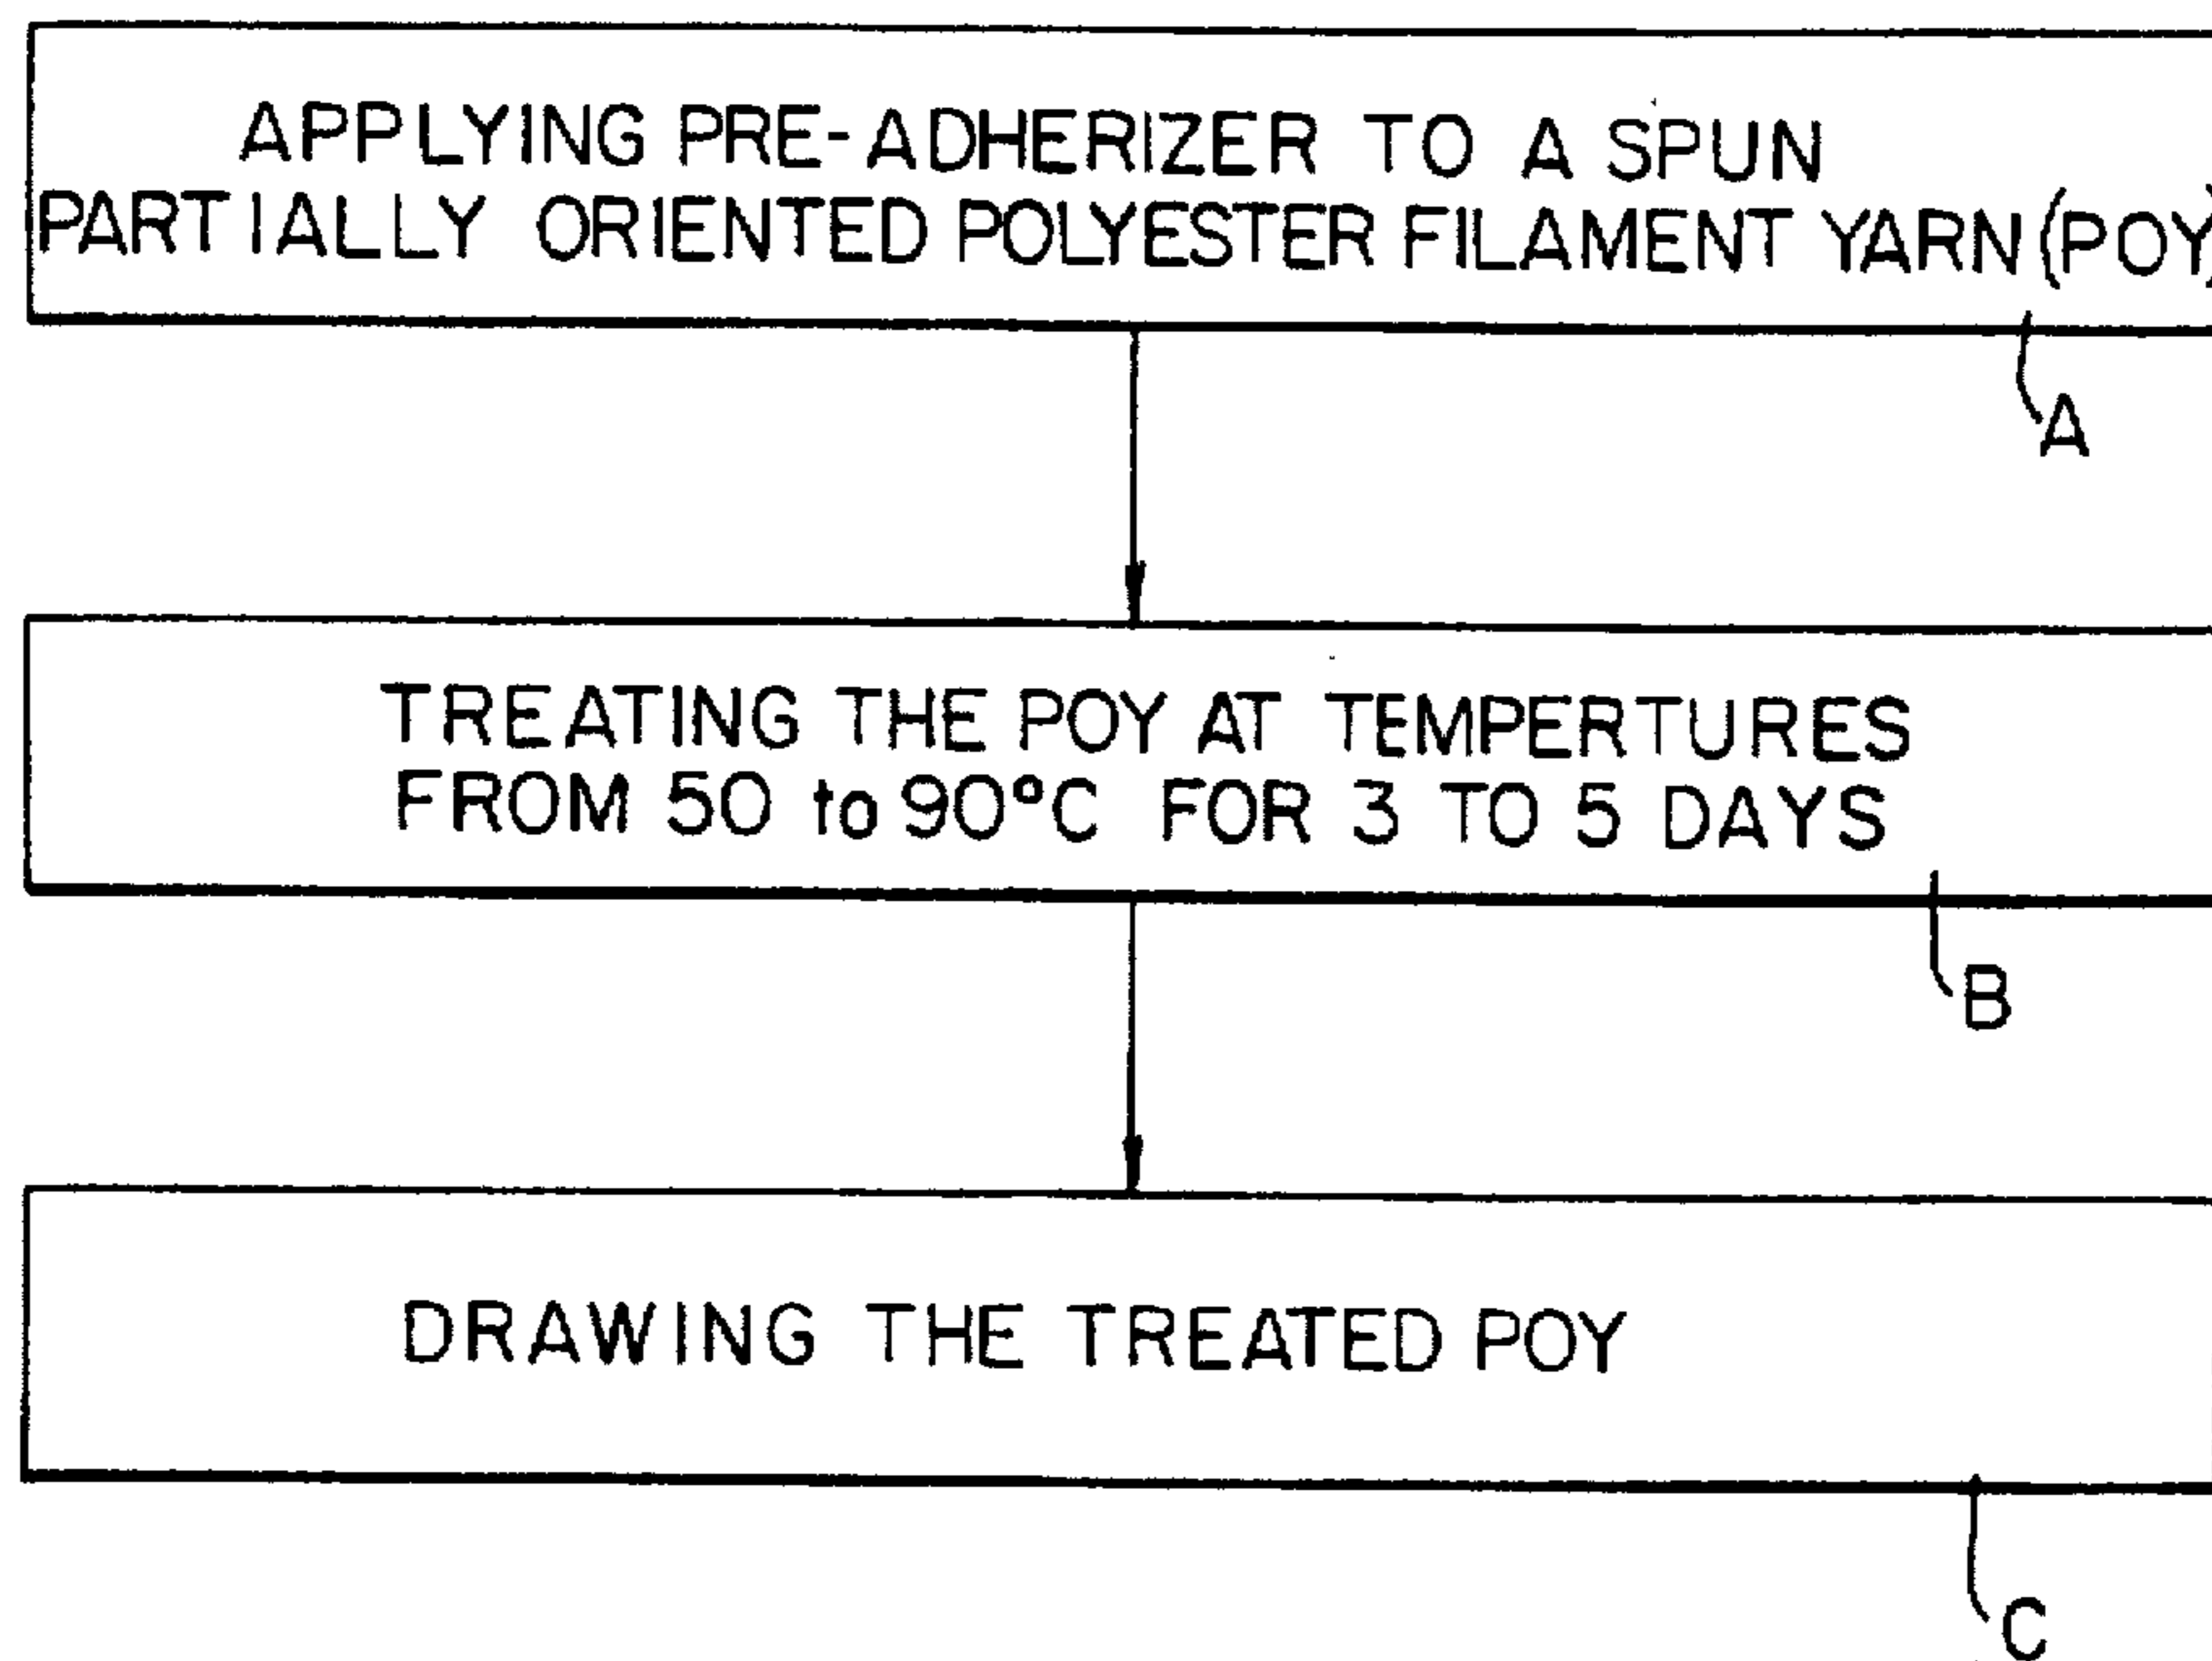 APPLYING PRE-ADHERIZER TO A SPUN
PARTIALLY ORIENTED POLYESTER FILAMENT YARN (POY)
A
TREATING THE POY AT TEMPERTURES
FROM 50 to 90°C FOR 3 TO 5 DAYS
B
DRAWING THE TREATED POY
C